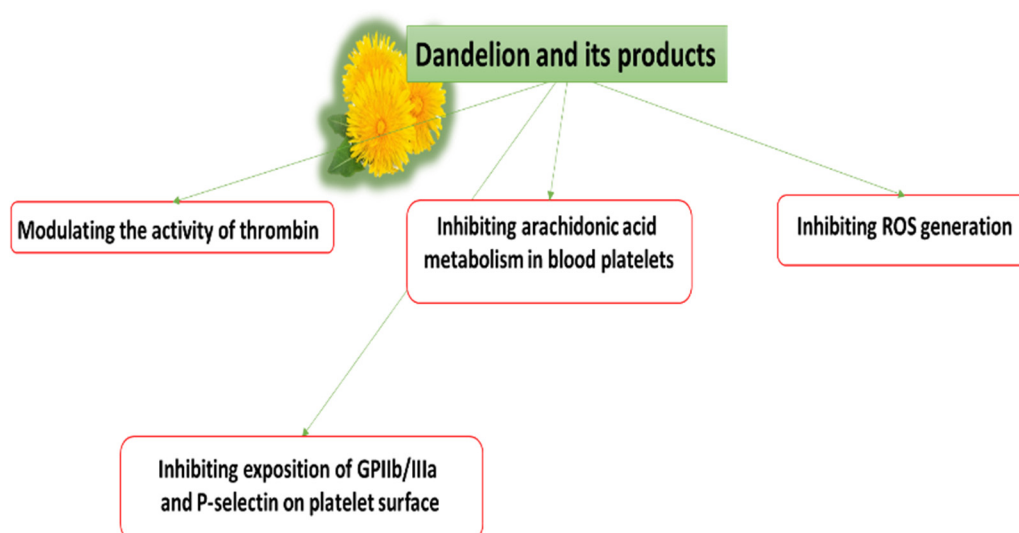 Dandelion and its products
Modulating the activity of thrombin
Inhibiting arachidonic acid
metabolism in blood platelets
Inhibiting ROS generation
Inhibiting exposition of GPIIb/IIIa
and P-selectin on platelet surface